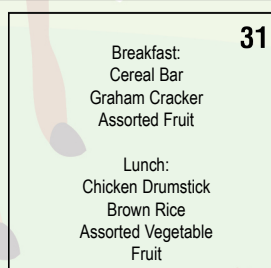 31
Breakfast:
Cereal Bar
Graham Cracker
Assorted Fruit
Lunch:
Chicken Drumstick
Brown Rice
Assorted Vegetable
Fruit